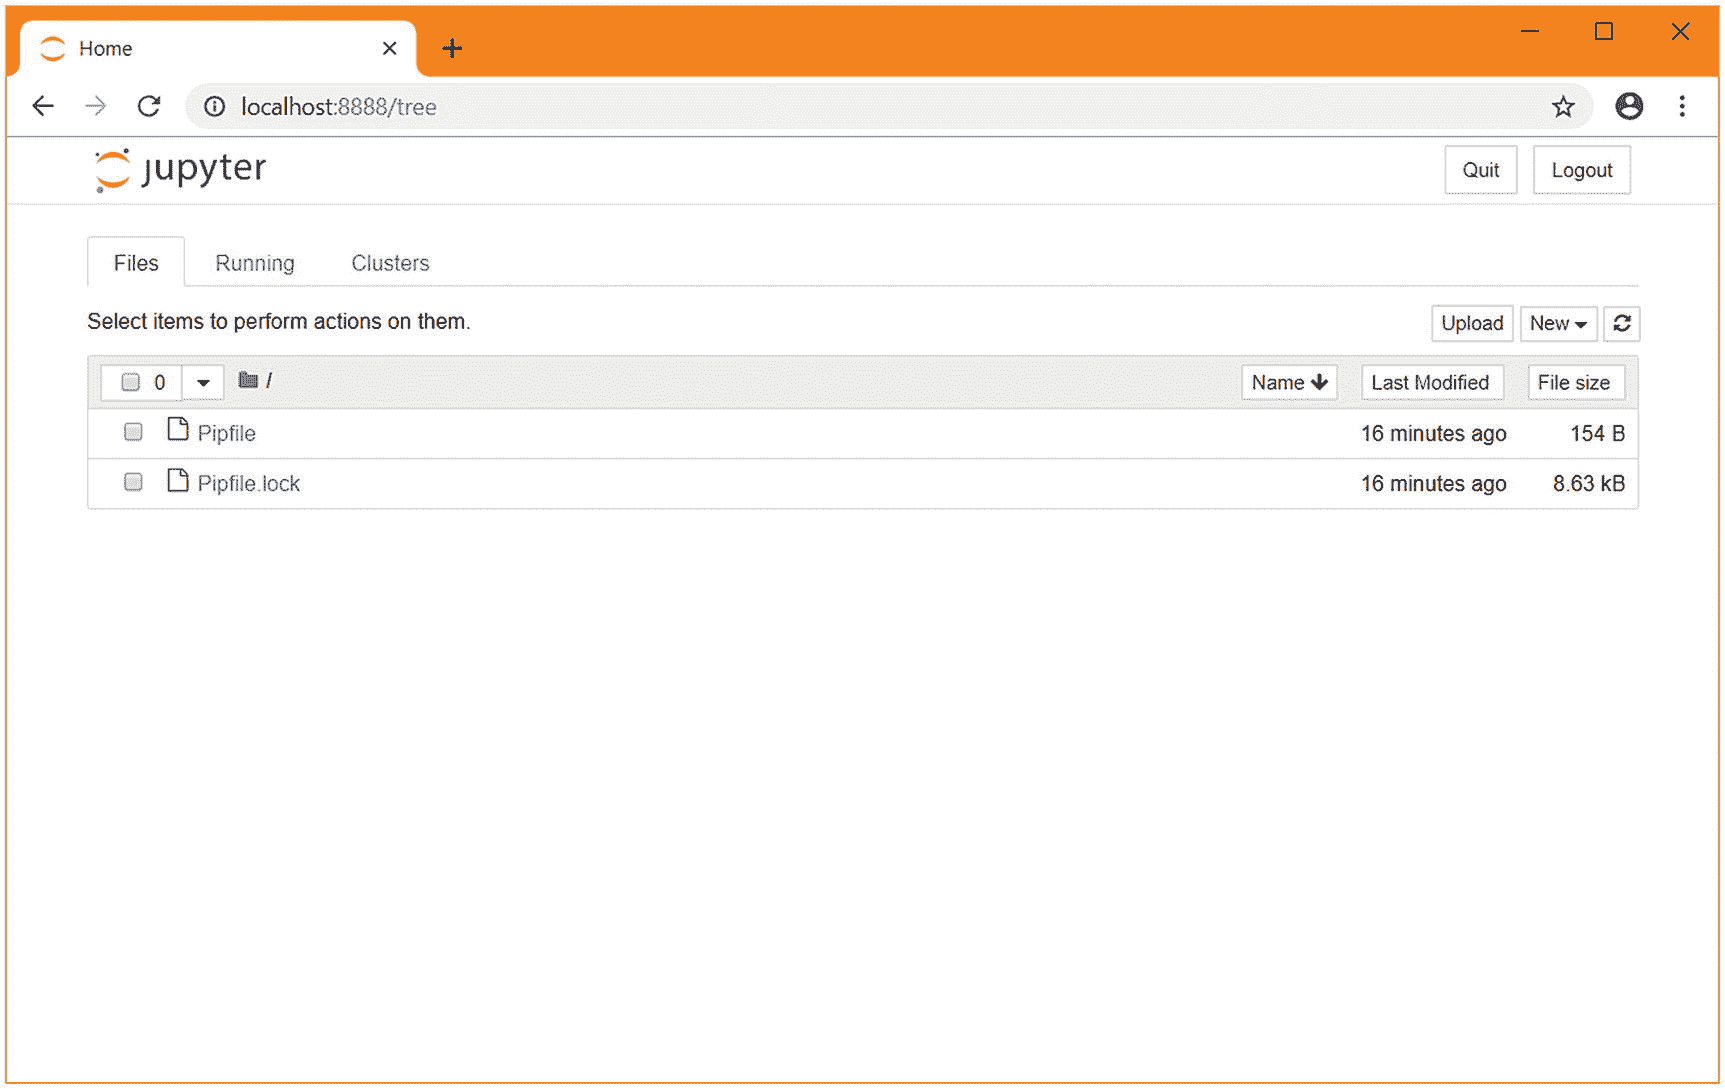 Home
localhost:8888/tree
jupyter
Quit Logout
Files Running Clusters
Select items to perform actions on them.
Upload New
0 / Name Last Modified File size
Pipfile 16 minutes ago 154 B
Pipfile.lock 16 minutes ago 8.63 kB